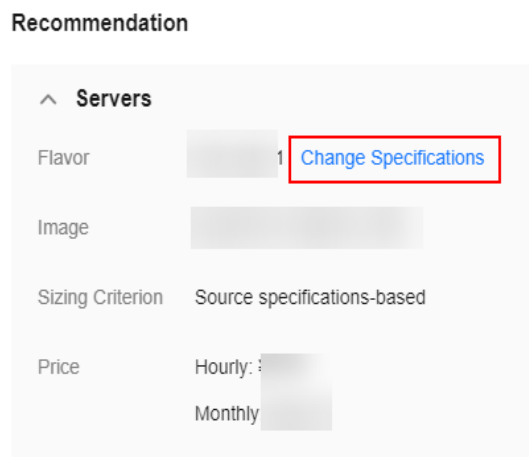 Recommendation
Servers
Flavor 1 Change Specifications
Image
Sizing Criterion Source specifications-based
Price Hourly:
Monthly